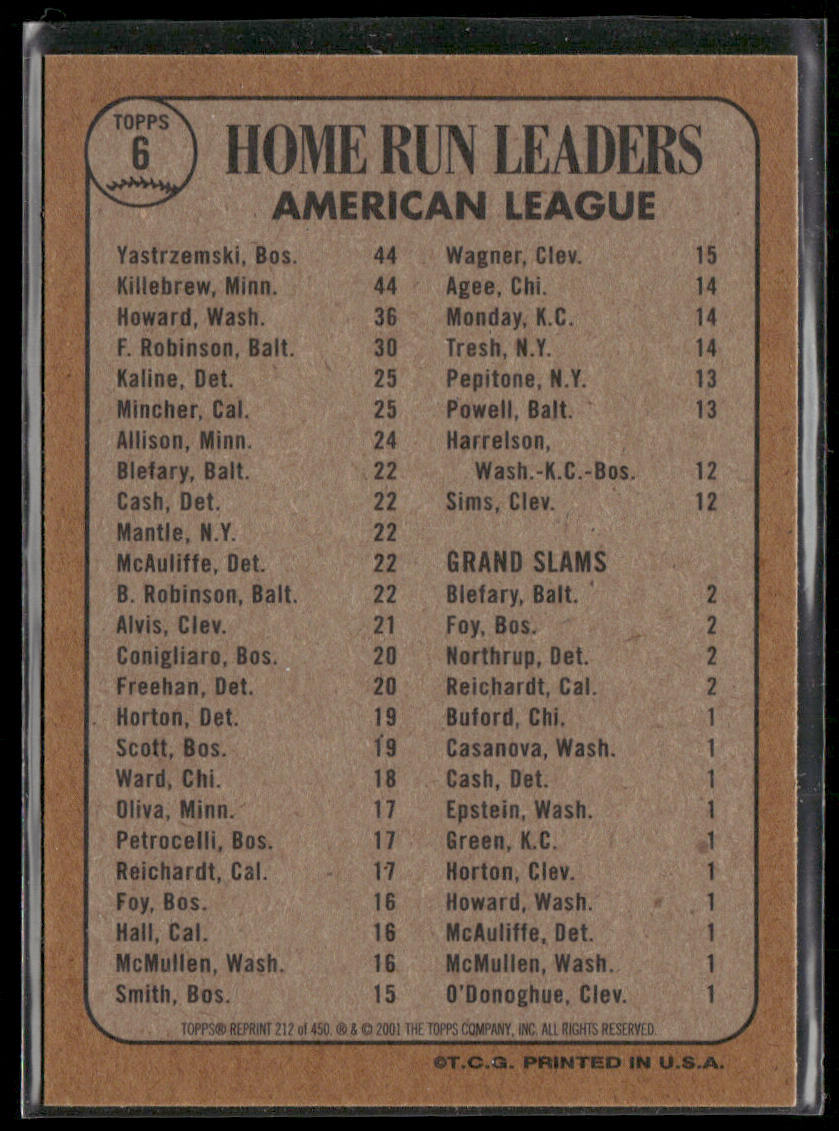 TOPPS
6
HOME RUN LEADERS
AMERICAN LEAGUE
Yastrzemski, Bos. 44
Killebrew, Minn. 44
Howard, Wash. 36
F. Robinson, Balt. 30
Kaline, Det. 25
Mincher, Cal. 25
Allison, Minn. 24
Blefary, Balt. 22
Cash, Det. 22
Mantle, N.Y. 22
McAuliffe, Det. 22
B. Robinson, Balt. 22
Alvis, Clev. 21
Conigliaro, Bos. 20
Freehan, Det. 20
Horton, Det. 19
Scott, Bos. 19
Ward, Chi. 18
Oliva, Minn. 17
Petrocelli, Bos. 17
Reichardt, Cal. 17
Foy, Bos. 16
Hall, Cal. 16
McMullen, Wash. 16
Smith, Bos. 15
Wagner, Clev. 15
Agee, Chi. 14
Monday, K.C. 14
Tresh, N.Y. 14
Pepitone, N.Y. 13
Powell, Balt. 13
Harrelson,
Wash.-K.C.-Bos. 12
Sims, Clev. 12
GRAND SLAMS
Blefary, Balt. 2
Foy, Bos. 2
Northrup, Det. 2
Reichardt, Cal. 2
Buford, Chi. 1
Casanova, Wash. 1
Cash, Det. 1
Epstein, Wash. 1
Green, K.C. 1
Horton, Clev. 1
Howard, Wash. 1
McAuliffe, Det. 1
McMullen, Wash. 1
O'Donoghue, Clev. 1
TOPPS® REPRINT 212 of 450. ® & © 2001 THE TOPPS COMPANY, INC. ALL RIGHTS RESERVED.
©T.C.G. PRINTED IN U.S.A.